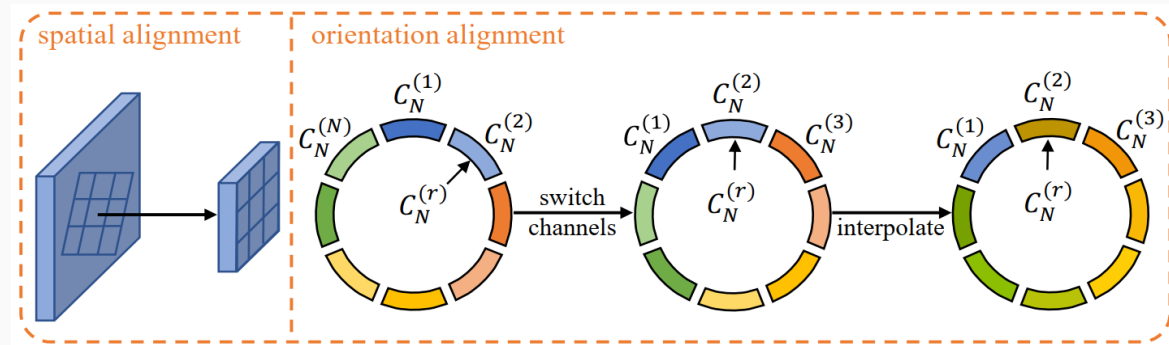 spatial alignment
orientation alignment
C_N^{(1)}
C_N^{(N)}
C_N^{(2)}
C_N^{(r)}
switch
channels
C_N^{(2)}
C_N^{(1)}
C_N^{(3)}
C_N^{(r)}
interpolate
C_N^{(2)}
C_N^{(1)}
C_N^{(3)}
C_N^{(r)}